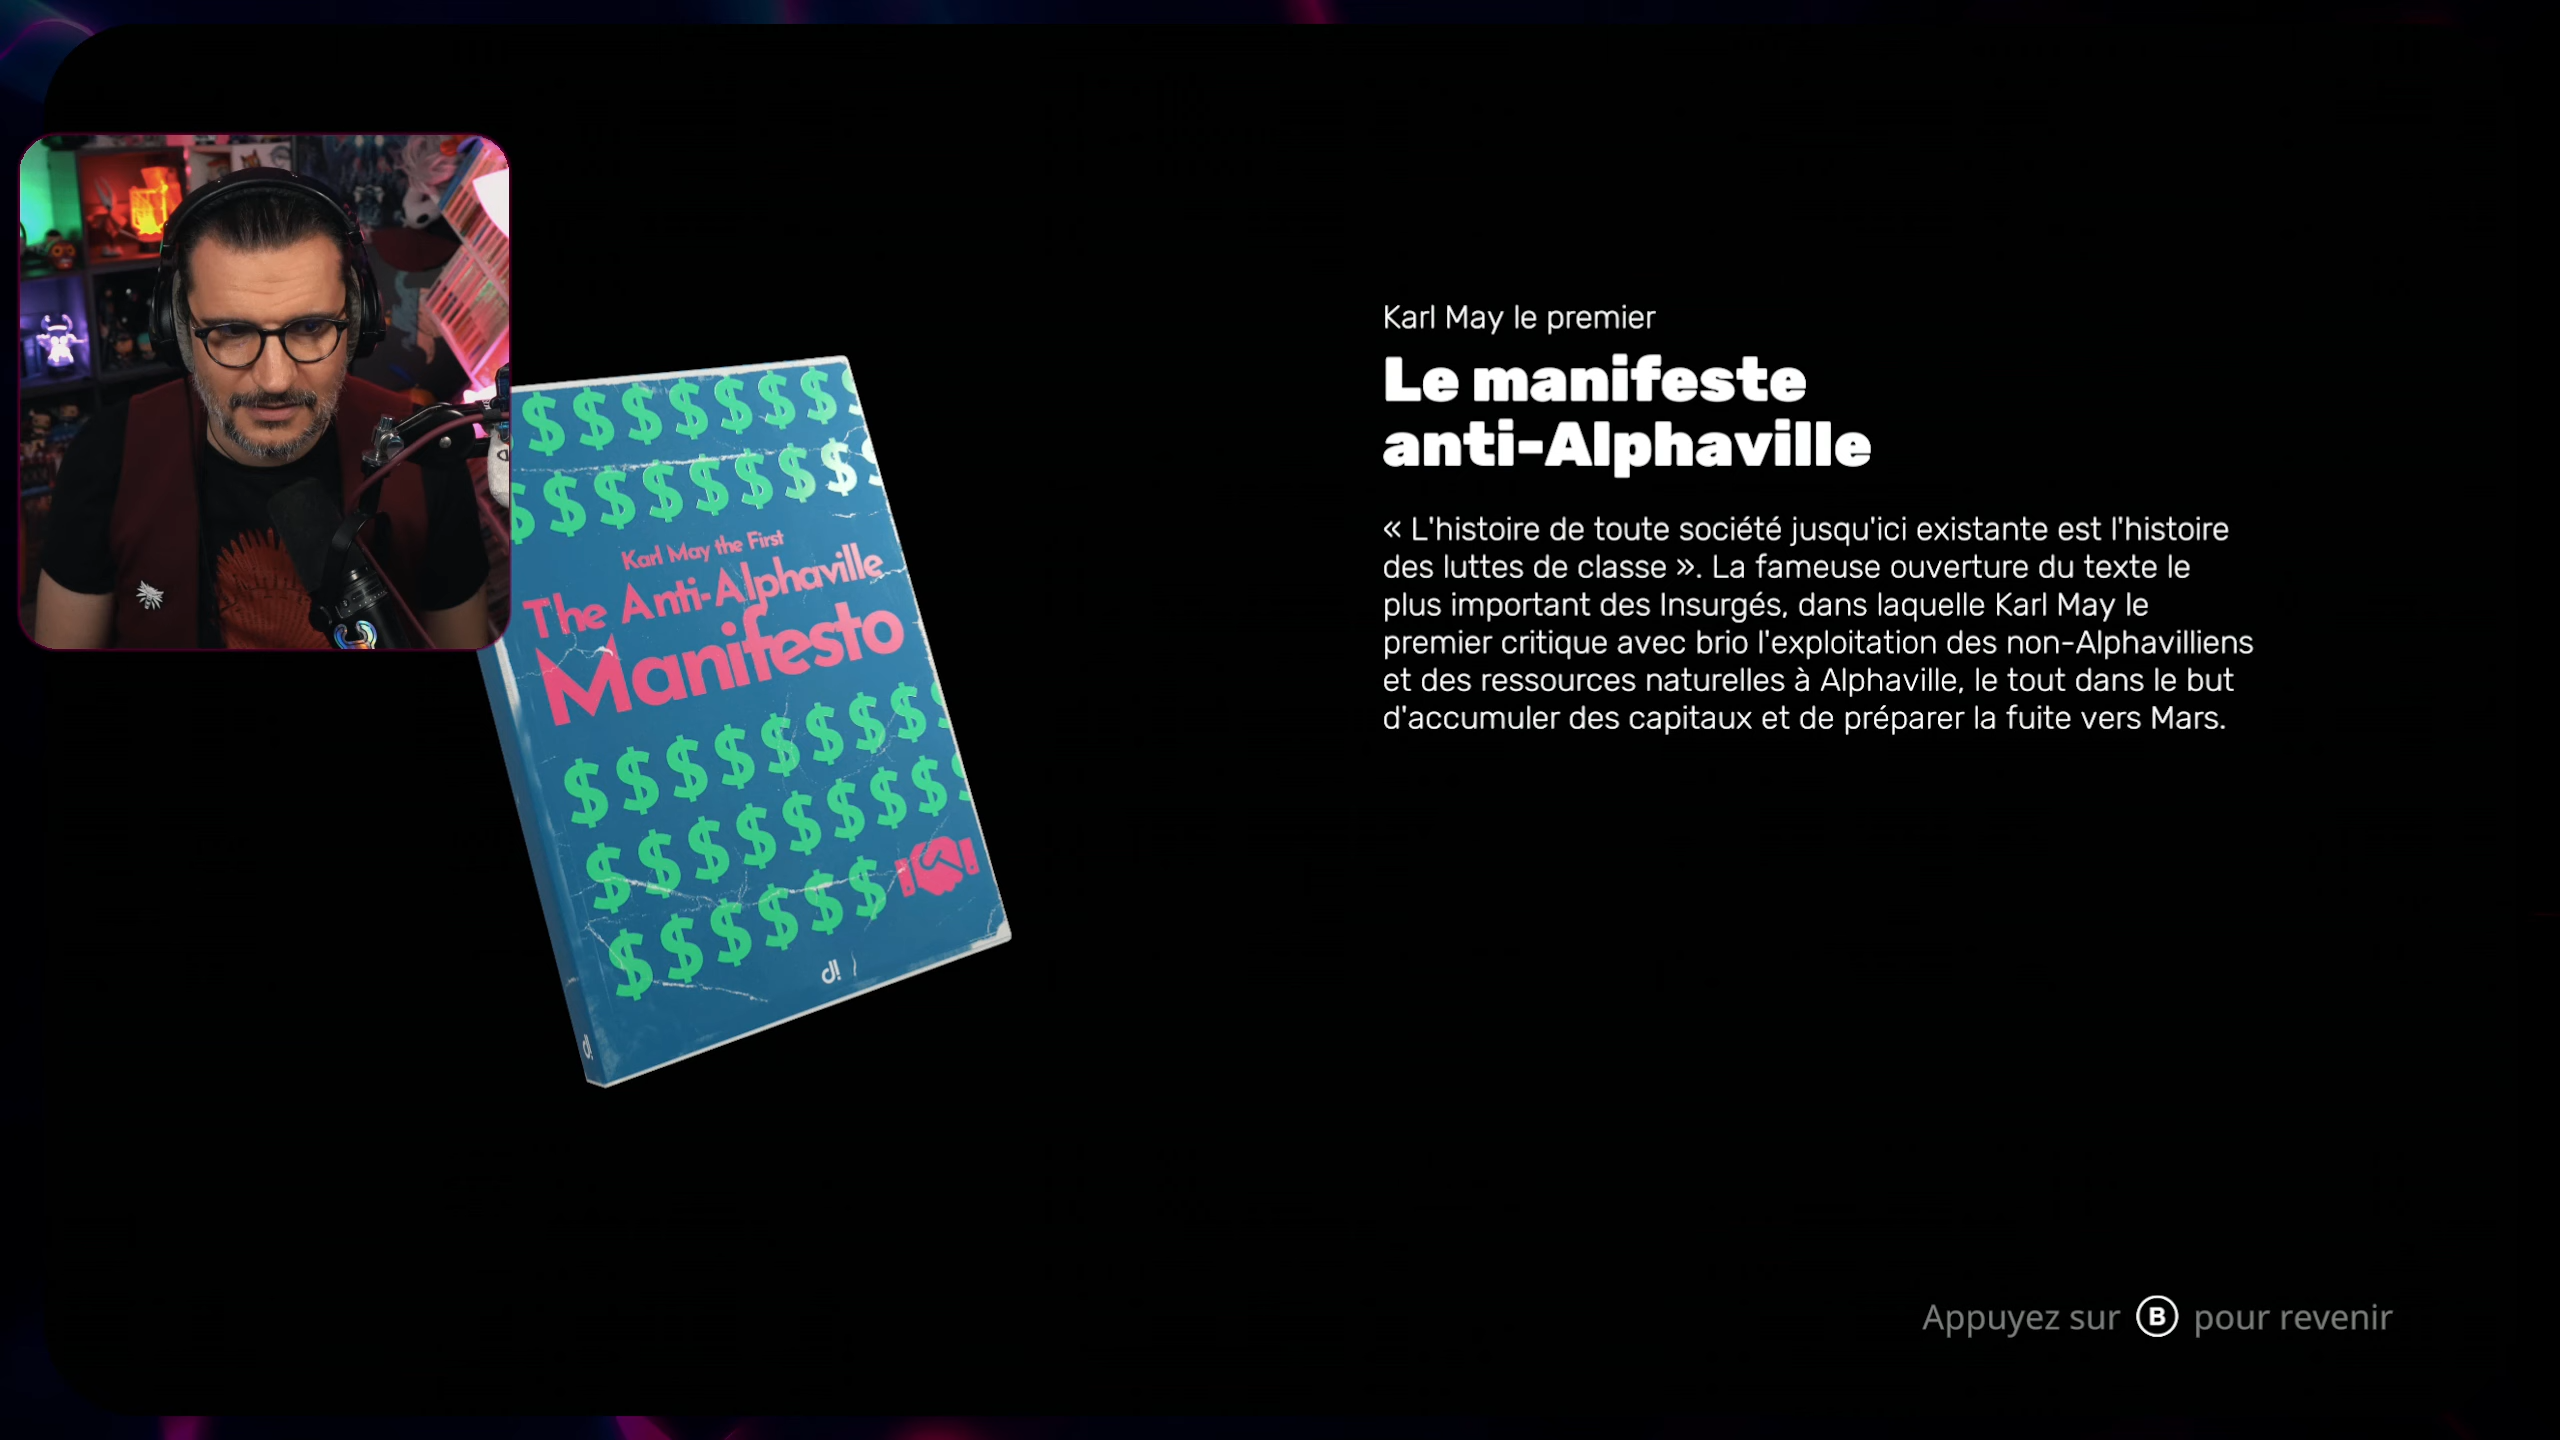 Karl May le premier
Le manifeste
anti-Alphaville
« L'histoire de toute société jusqu'ici existante est l'histoire
des luttes de classe ». La fameuse ouverture du texte le
plus important des Insurgés, dans laquelle Karl May le
premier critique avec brio l'exploitation des non-Alphavilliens
et des ressources naturelles à Alphaville, le tout dans le but
d'accumuler des capitaux et de préparer la fuite vers Mars.
$$$$$$$$
$$$$$$$$$
Karl May the First
The Anti-Alphaville
Manifesto
$$$$$$$$$
$$$$$$$$$
$$$$$$
d!
d!
Appuyez sur B pour revenir